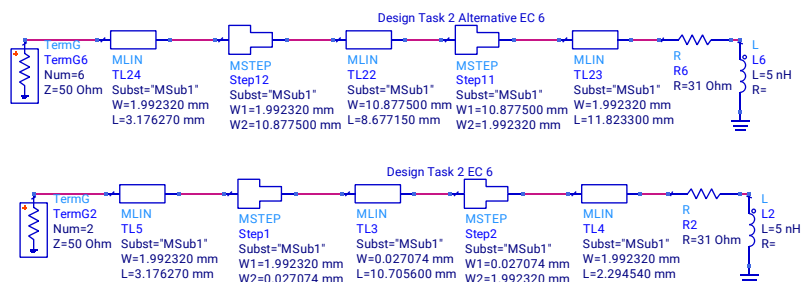 Design Task 2 Alternative EC 6
TermG
TermG6
Num=6
Z=50 Ohm
MLIN
TL24
Subst="MSub1"
W=1.992320 mm
L=3.176270 mm
MSTEP
Step12
Subst="MSub1"
W1=1.992320 mm
W2=10.877500 mm
MLIN
TL22
Subst="MSub1"
W=10.877500 mm
L=8.677150 mm
MSTEP
Step11
Subst="MSub1"
W1=10.877500 mm
W2=1.992320 mm
MLIN
TL23
Subst="MSub1"
W=1.992320 mm
L=11.823300 mm
R
R6
R=31 Ohm
L
L6
L=5 nH
R=
Design Task 2 EC 6
TermG
TermG2
Num=2
Z=50 Ohm
MLIN
TL5
Subst="MSub1"
W=1.992320 mm
L=3.176270 mm
MSTEP
Step1
Subst="MSub1"
W1=1.992320 mm
W2=0.027074 mm
MLIN
TL3
Subst="MSub1"
W=0.027074 mm
L=10.705600 mm
MSTEP
Step2
Subst="MSub1"
W1=0.027074 mm
W2=1.992320 mm
MLIN
TL4
Subst="MSub1"
W=1.992320 mm
L=2.294540 mm
R
R2
R=31 Ohm
L
L2
L=5 nH
R=